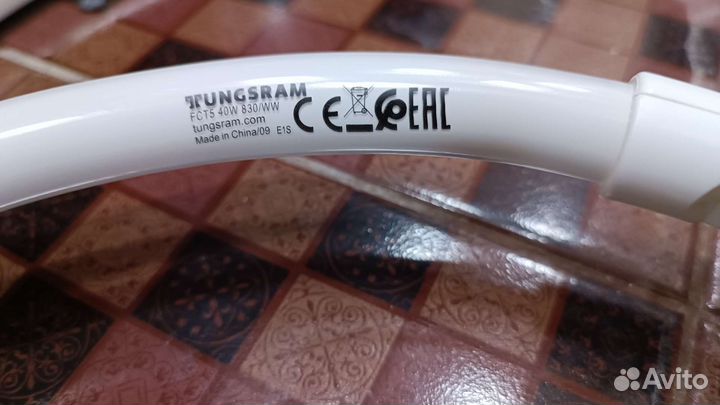 TUNGSRAM
FCT5 40W 830/WW
tungsram.com
Made in China/09 E1S
CE EAC
Avito